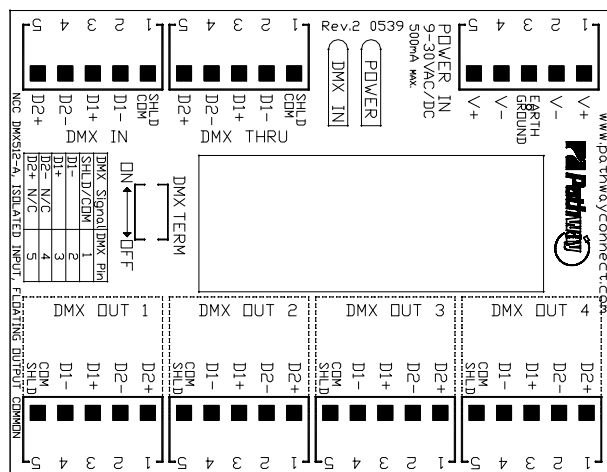 5 4 3 2 1
D2+ D2- D1+ D1- SHLD COM
DMX IN
5 4 3 2 1
D2+ D2- D1+ D1- SHLD COM
DMX THRU
Rev.2 0539
DMX IN
POWER
POWER IN
9-30VAC/DC
500mA MAX.
5 4 3 2 1
V+ V- EARTH GROUND V- V+
www.pathwayconnect.com
Pathway
NCC DMX512-A, ISOLATED INPUT, FLOATING OUTPUT COMMON
DMX Signal DMX Pin
SHLD/COM 1
D1- 2
D1+ 3
D2- N/C 4
D2+ N/C 5
ON OFF
DMX TERM
DMX OUT 1
SHLD COM D1- D1+ D2- D2+
5 4 3 2 1
DMX OUT 2
SHLD COM D1- D1+ D2- D2+
5 4 3 2 1
DMX OUT 3
SHLD COM D1- D1+ D2- D2+
5 4 3 2 1
DMX OUT 4
SHLD COM D1- D1+ D2- D2+
5 4 3 2 1